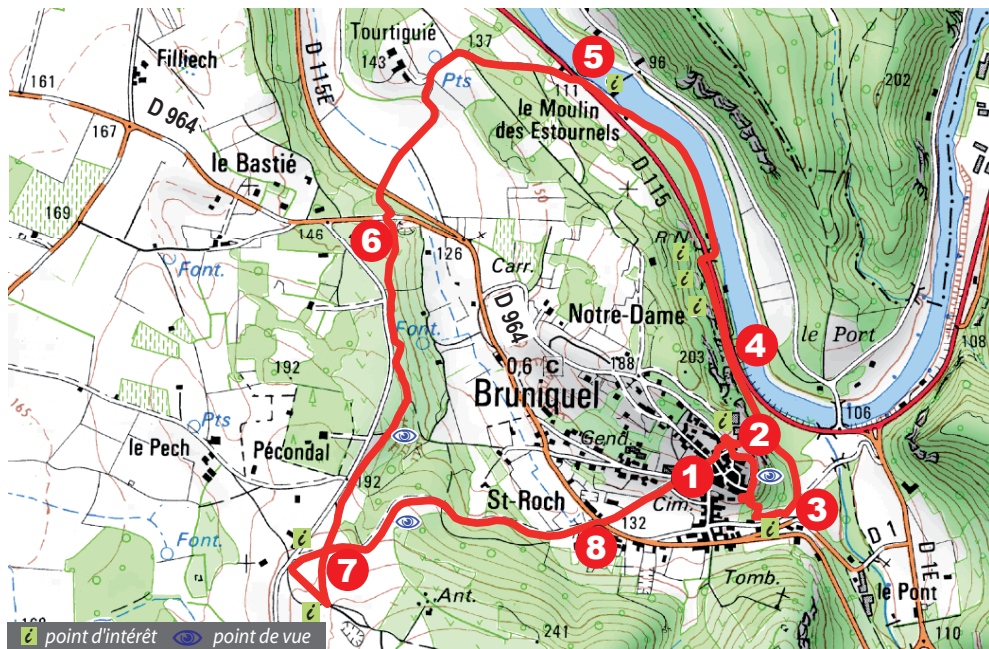 Filliech
161
D 964
167
le Bastié
169
Font.
146
6
D 115E
Tourtiguié
143
137
Pts
5
96
111
i
le Moulin
des Estournels
D 115
202
150
126
Carr.
D 964
Font.
Notre-Dame
i
i
i
188
203
4
le Port
108
106
0,6 C
Bruniquel
Gend.
i
2
1
3
i
Cim.
St-Roch
132
8
Tomb.
D 1
D 1E
le Pont
110
192
165
Pts
le Pech
Pécondal
192
Font.
i
7
i
Ant.
241
168
i point d'intérêt
point de vue